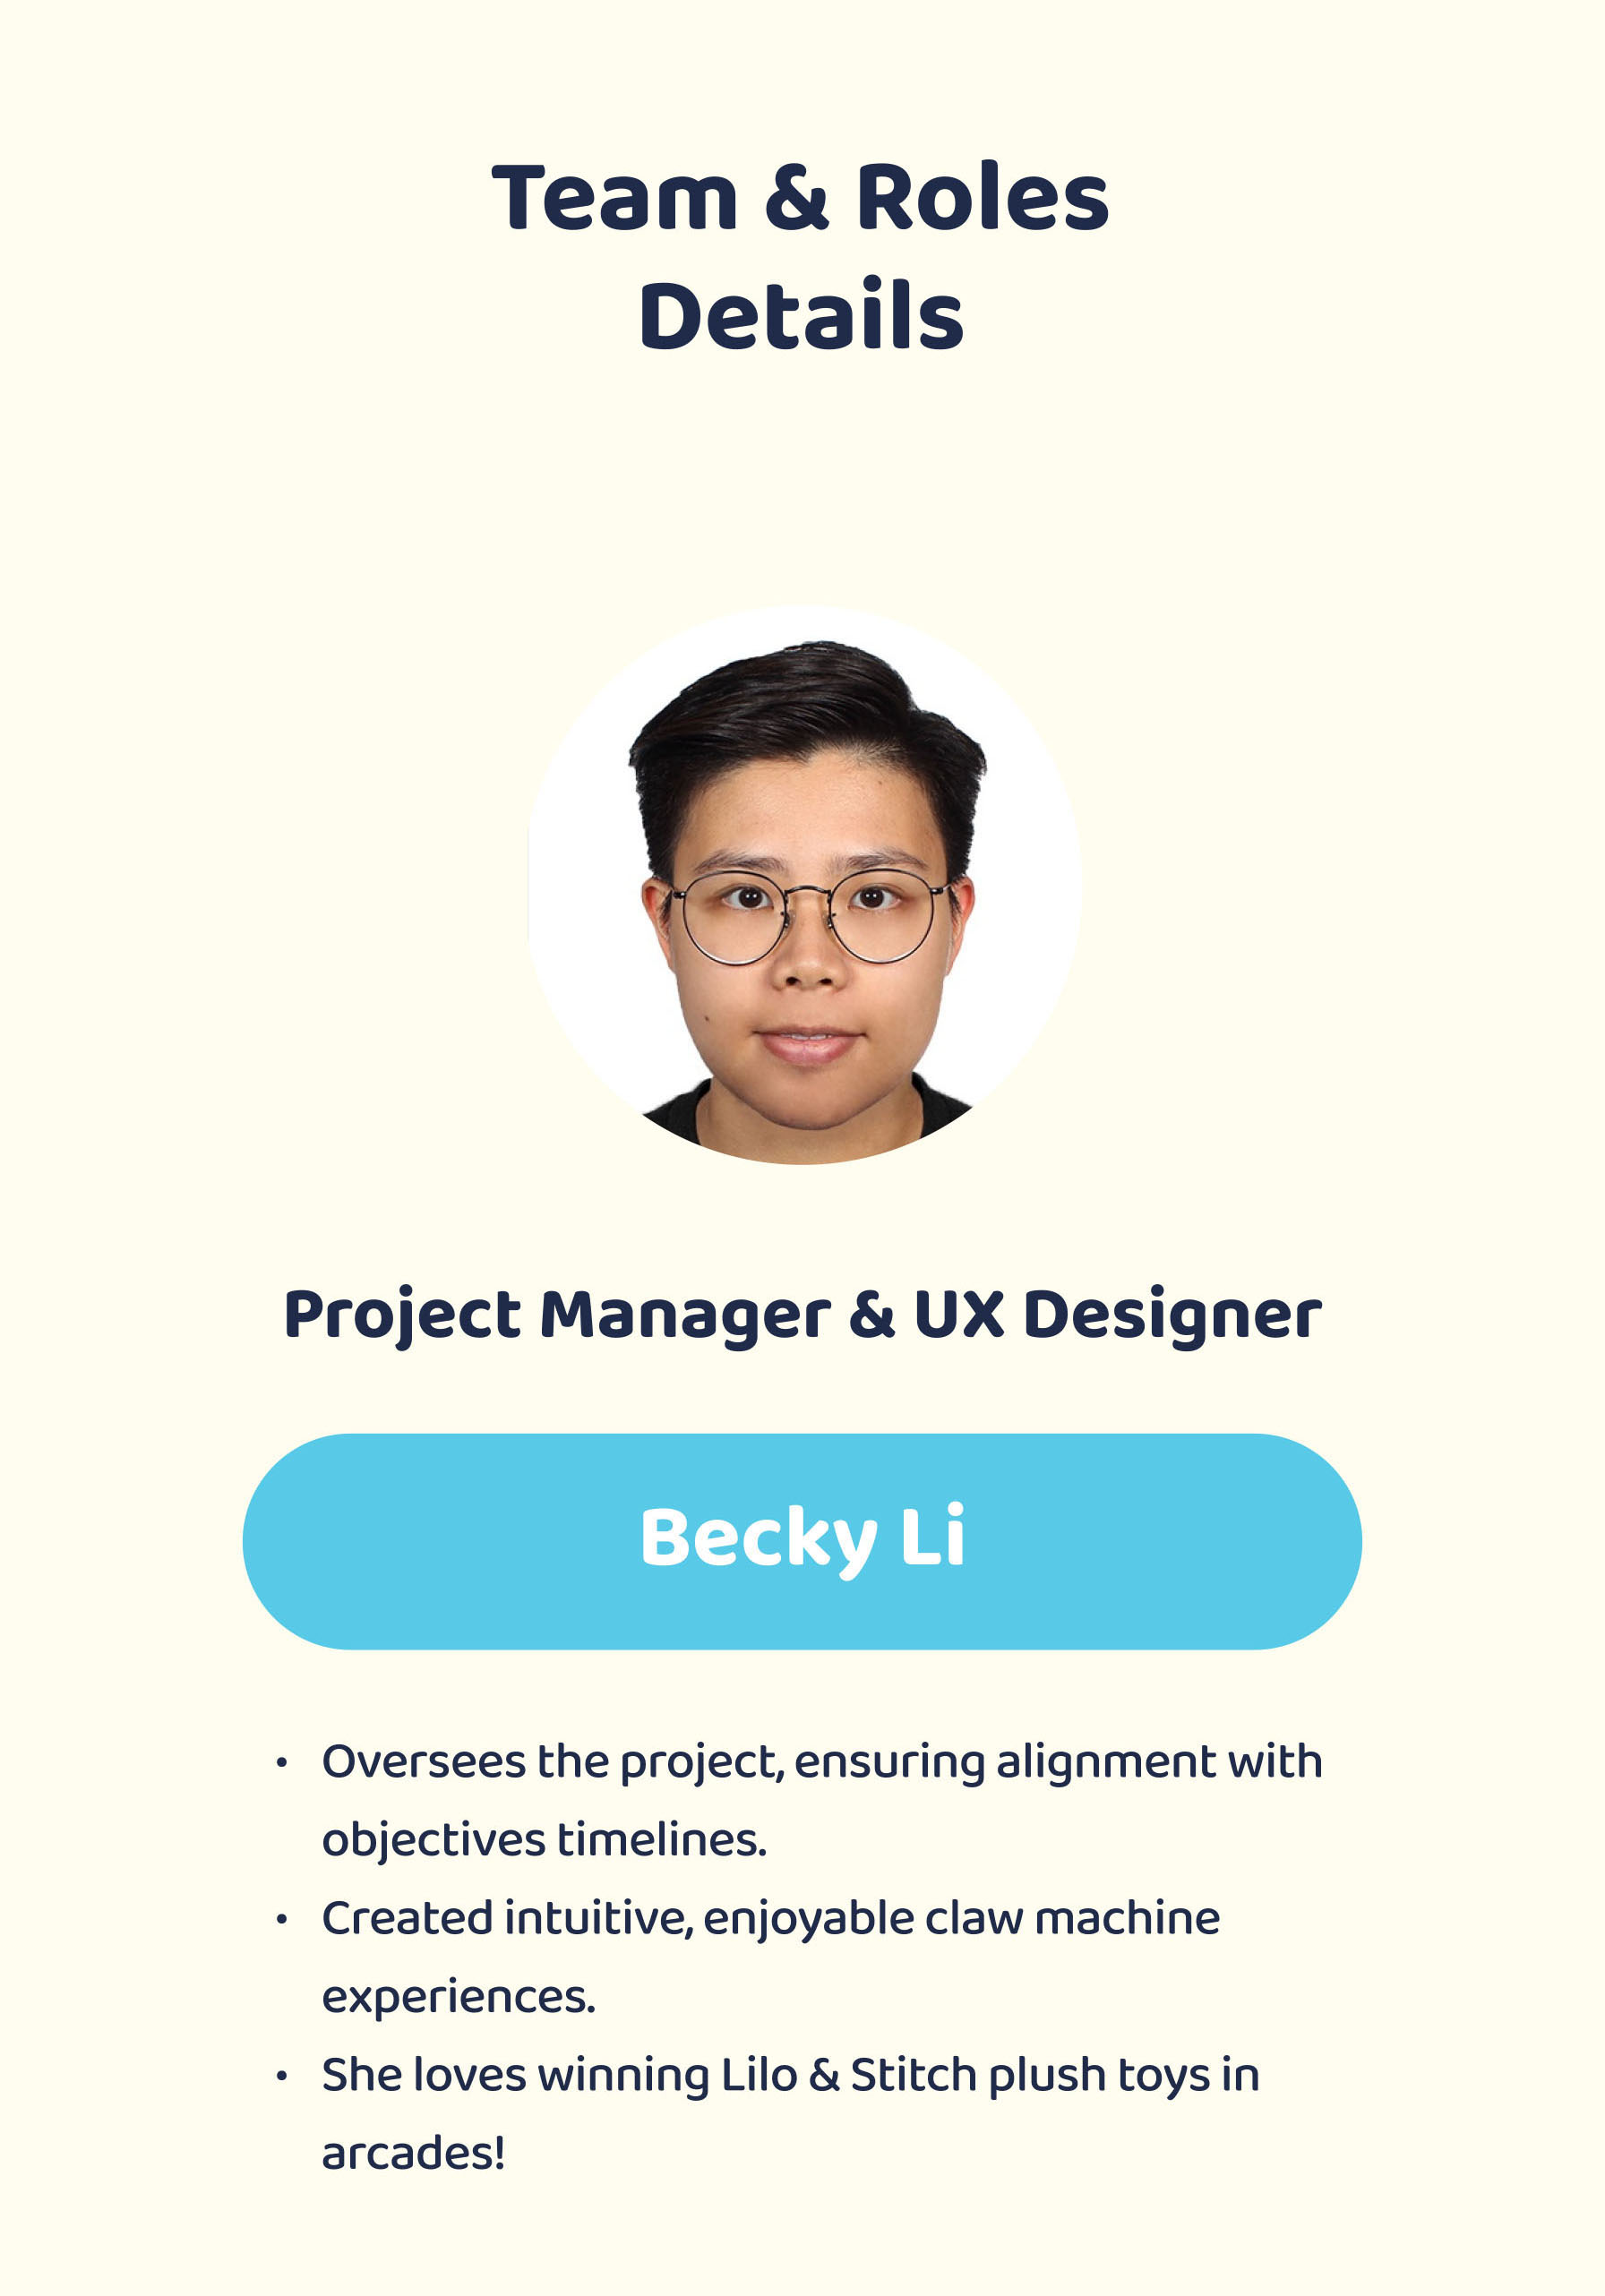 Team & Roles
Details
Project Manager & UX Designer
Becky Li
• Oversees the project, ensuring alignment with
objectives timelines.
• Created intuitive, enjoyable claw machine
experiences.
• She loves winning Lilo & Stitch plush toys in
arcades!